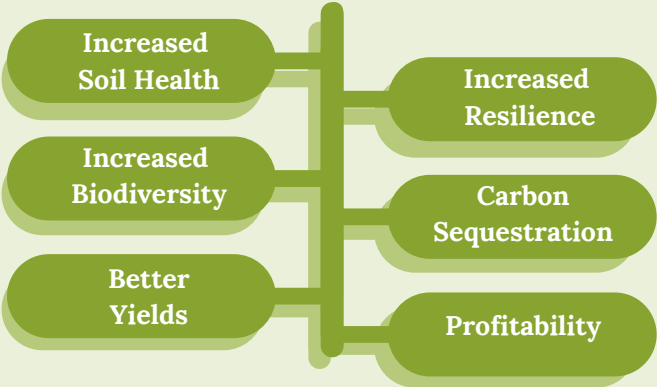 Increased
Soil Health
Increased
Resilience
Increased
Biodiversity
Carbon
Sequestration
Better
Yields
Profitability